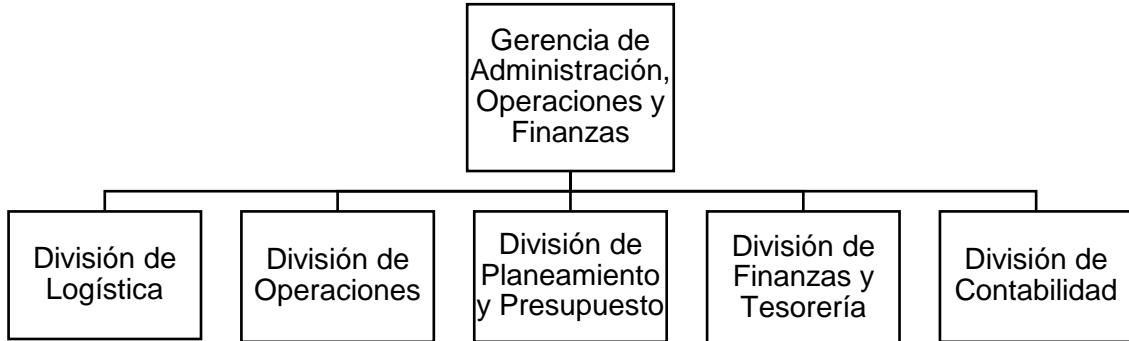 Gerencia de
Administración,
Operaciones y
Finanzas
División de
Logística
División de
Operaciones
División de
Planeamiento
y Presupuesto
División de
Finanzas y
Tesorería
División de
Contabilidad